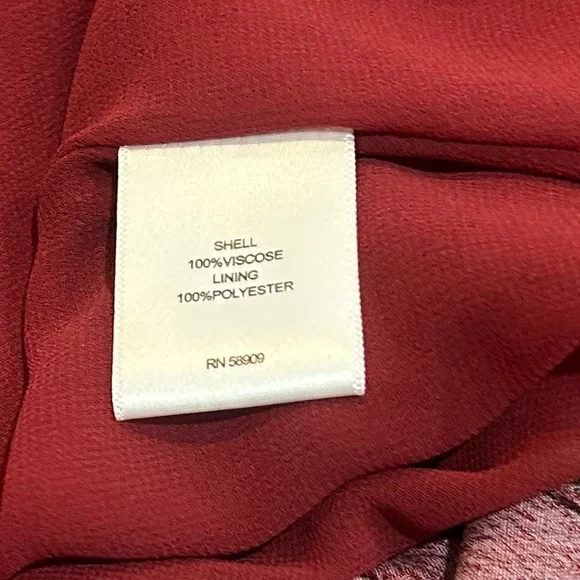 SHELL
100%VISCOSE
LINING
100%POLYESTER
RN 58909